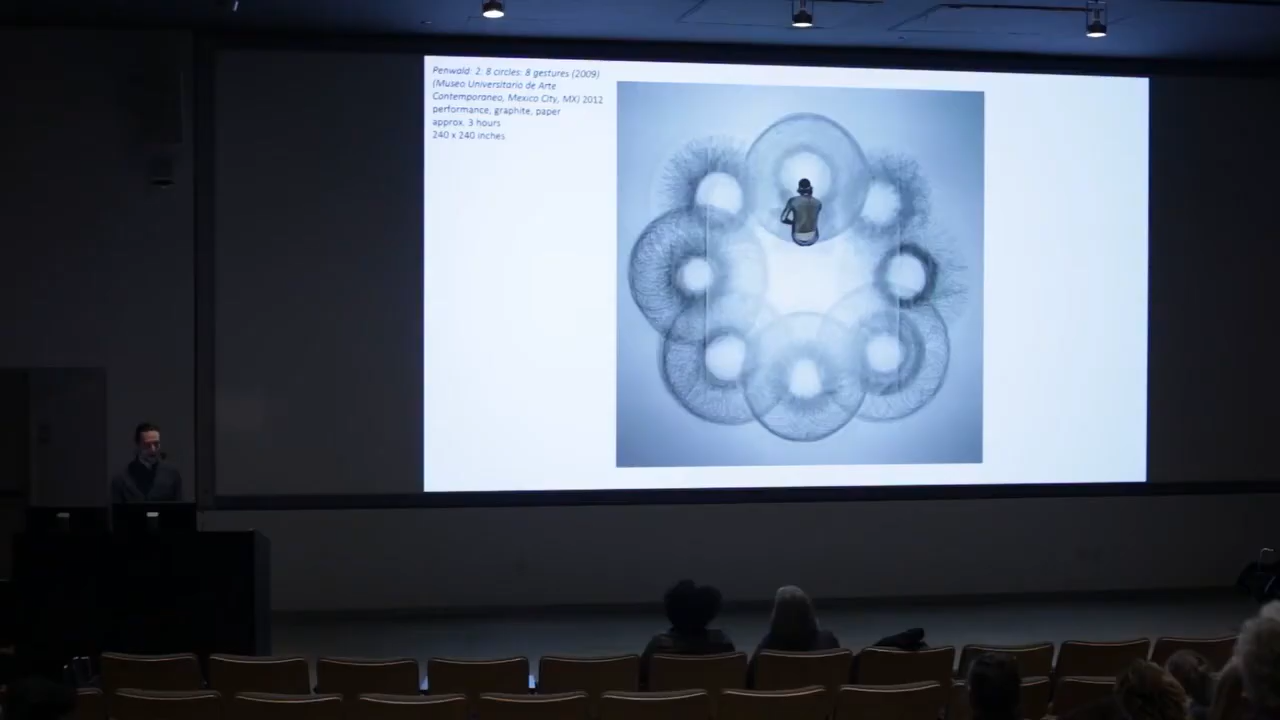 Penwald: 2: 8 circles: 8 gestures (2009)
(Museo Universitario de Arte
Contemporaneo, Mexico City, MX) 2012
performance, graphite, paper
approx. 3 hours
240 x 240 inches